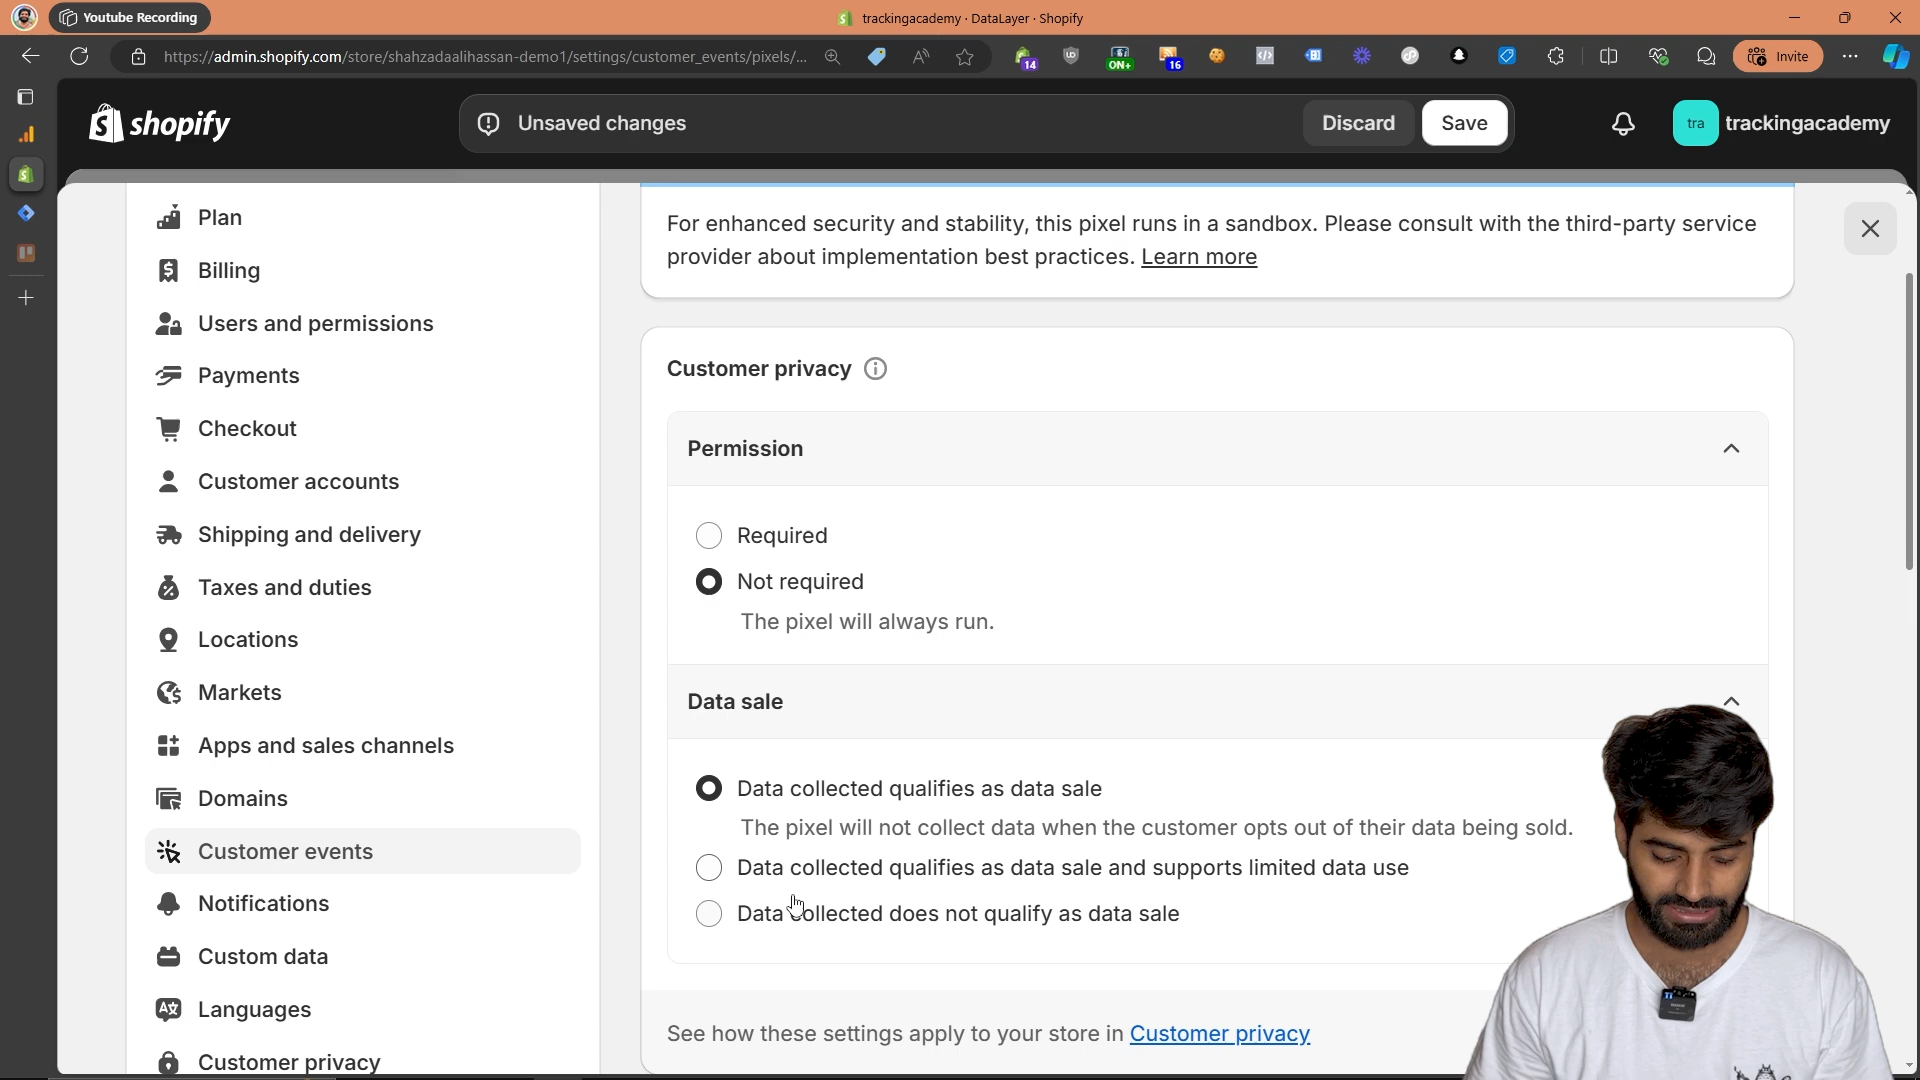 Youtube Recording
trackingacademy · DataLayer · Shopify
https://admin.shopify.com/store/shahzadaalihassan-demo1/settings/customer_events/pixels/...
14
ON+
16
Invite
shopify
Unsaved changes
Discard
Save
tra
trackingacademy
Plan
Billing
Users and permissions
Payments
Checkout
Customer accounts
Shipping and delivery
Taxes and duties
Locations
Markets
Apps and sales channels
Domains
Customer events
Notifications
Custom data
Languages
Customer privacy
For enhanced security and stability, this pixel runs in a sandbox. Please consult with the third-party service
provider about implementation best practices. Learn more
Customer privacy
Permission
Required
Not required
The pixel will always run.
Data sale
Data collected qualifies as data sale
The pixel will not collect data when the customer opts out of their data being sold.
Data collected qualifies as data sale and supports limited data use
Data collected does not qualify as data sale
See how these settings apply to your store in Customer privacy